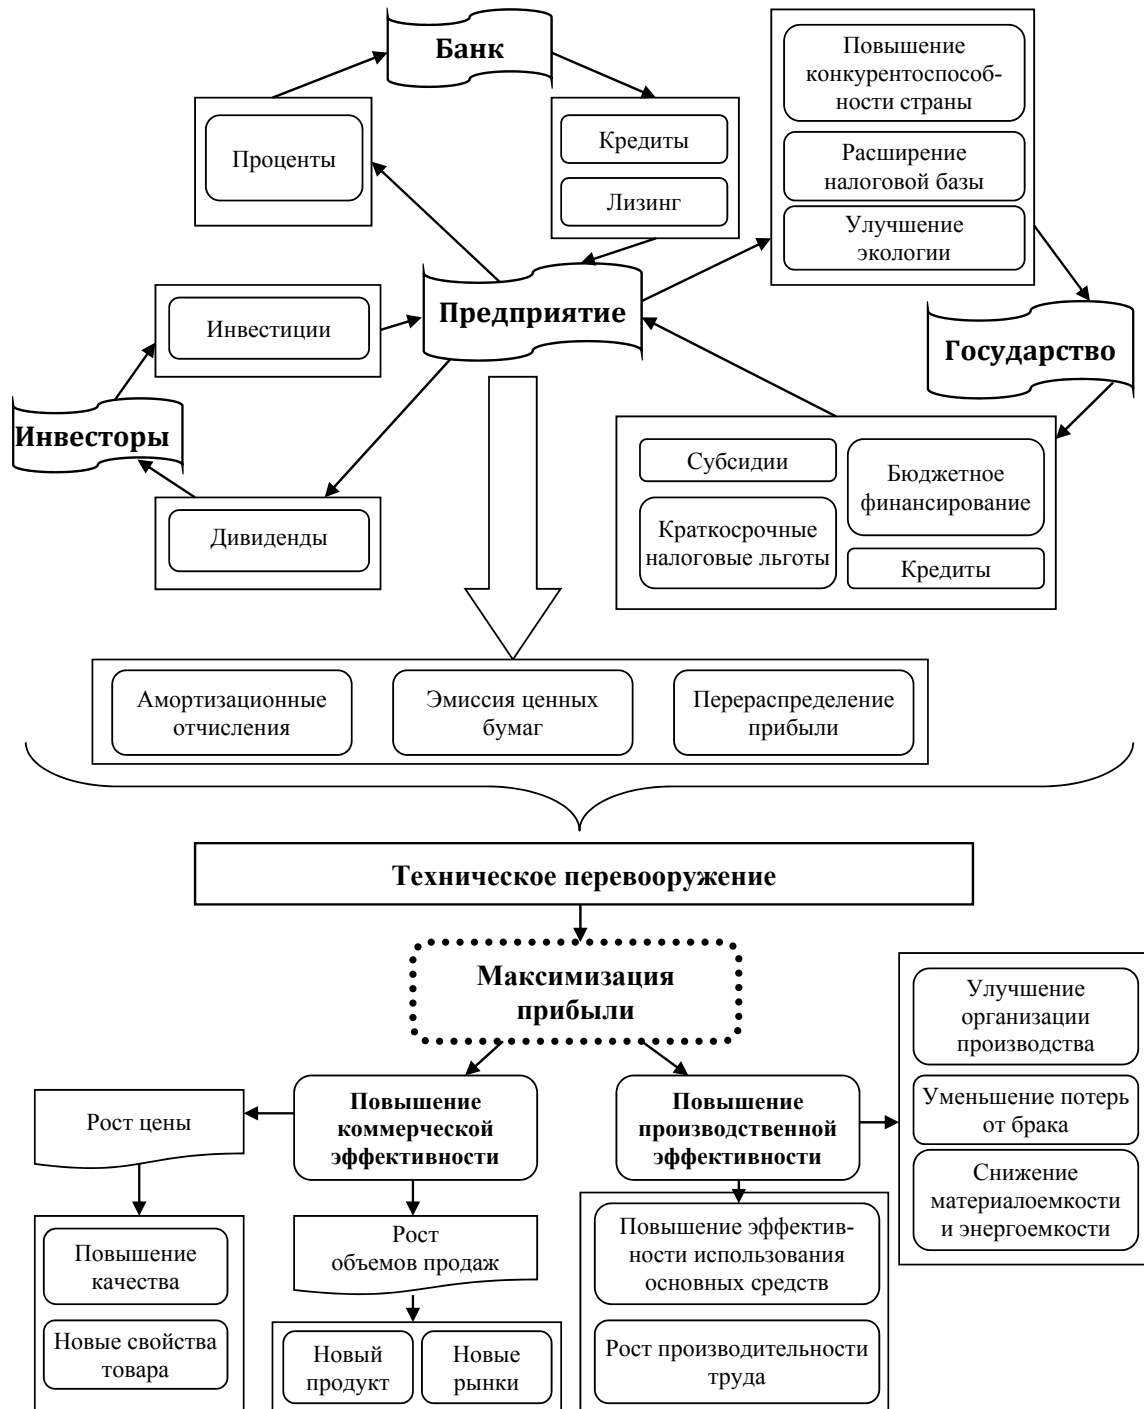 Банк
Повышение
конкурентоспособ-
ности страны
Проценты
Кредиты
Расширение
налоговой базы
Лизинг
Улучшение
экологии
Инвестиции
Предприятие
Государство
Инвесторы
Субсидии
Бюджетное
финансирование
Дивиденды
Краткосрочные
налоговые льготы
Кредиты
Амортизационные
отчисления
Эмиссия ценных
бумаг
Перераспределение
прибыли
Техническое перевооружение
Максимизация
прибыли
Улучшение
организации
производства
Рост цены
Повышение
коммерческой
эффективности
Повышение
производственной
эффективности
Уменьшение потерь
от брака
Снижение
материалоемкости
и энергоемкости
Повышение
качества
Рост
объемов продаж
Повышение эффектив-
ности использования
основных средств
Новые свойства
товара
Новый
продукт
Новые
рынки
Рост производительности
труда